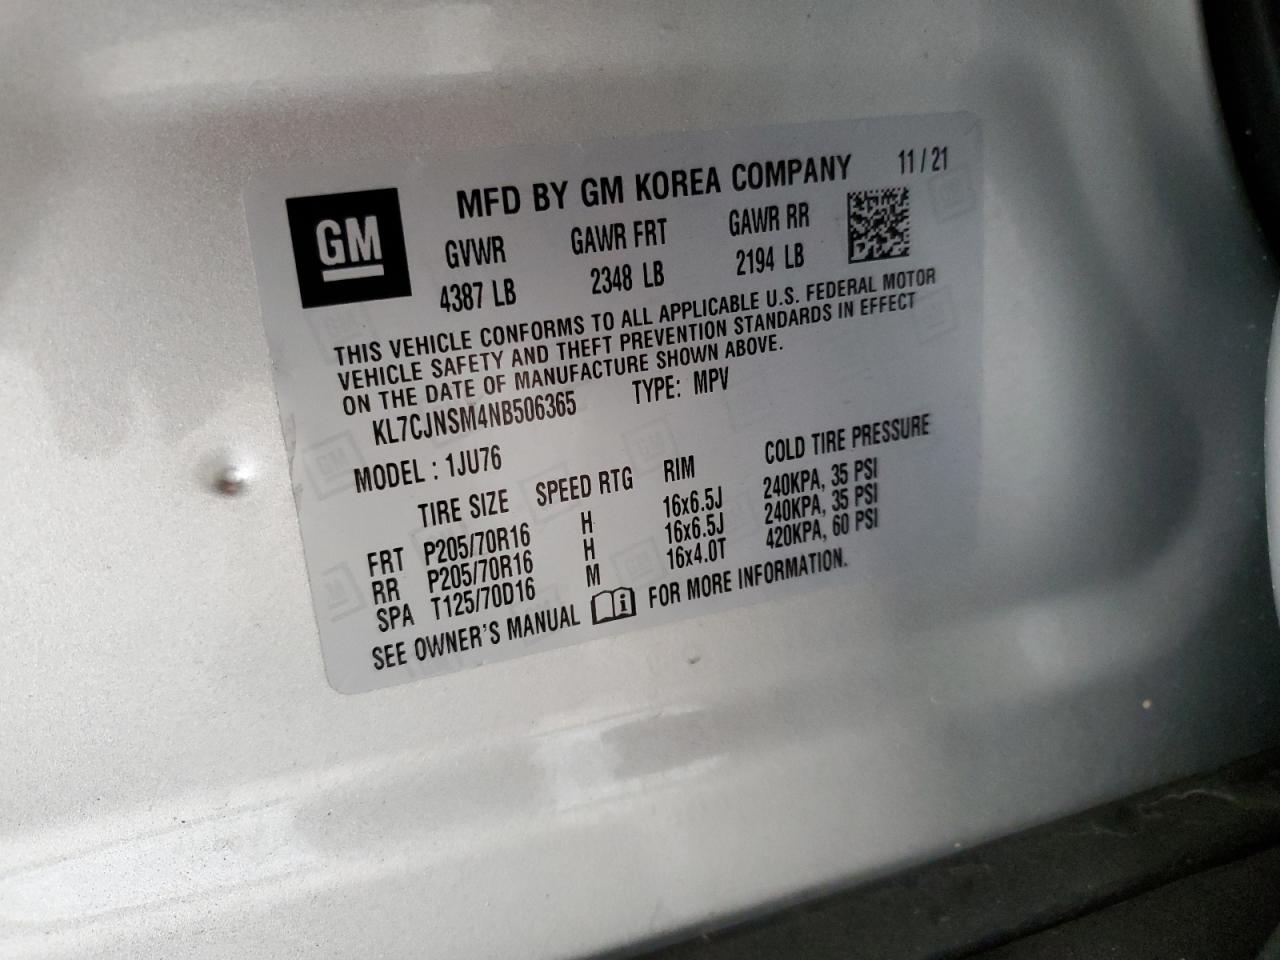 GM
MFD BY GM KOREA COMPANY 11 / 21
GVWR GAWR FRT GAWR RR
4387 LB 2348 LB 2194 LB
THIS VEHICLE CONFORMS TO ALL APPLICABLE U.S. FEDERAL MOTOR
VEHICLE SAFETY AND THEFT PREVENTION STANDARDS IN EFFECT
ON THE DATE OF MANUFACTURE SHOWN ABOVE.
KL7CJNSM4NB506365 TYPE: MPV
MODEL : 1JU76
TIRE SIZE SPEED RTG RIM COLD TIRE PRESSURE
FRT P205/70R16 H 16x6.5J 240KPA, 35 PSI
RR P205/70R16 H 16x6.5J 240KPA, 35 PSI
SPA T125/70D16 M 16x4.0T 420KPA, 60 PSI
SEE OWNER'S MANUAL FOR MORE INFORMATION.